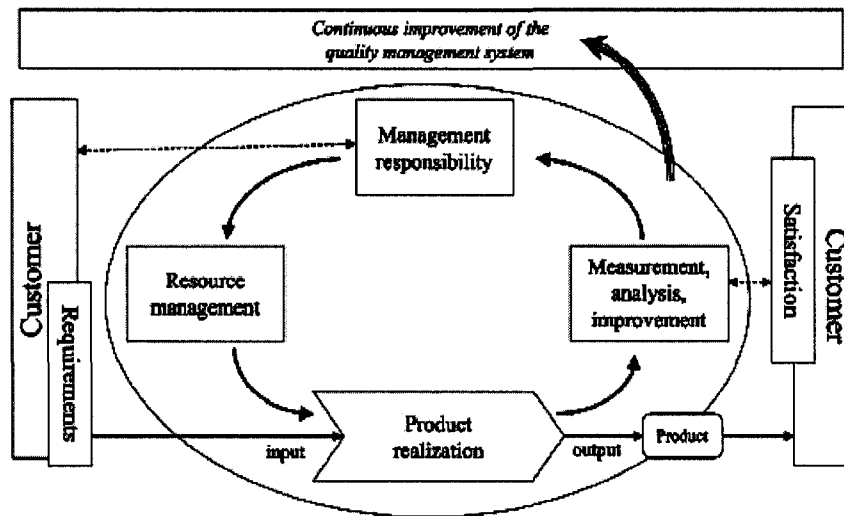 Continuous improvement of the
quality management system
Management
responsibility
Customer
Requirements
Resource
management
Measurement,
analysis,
improvement
Satisfaction
Customer
input
Product
realization
output
Product